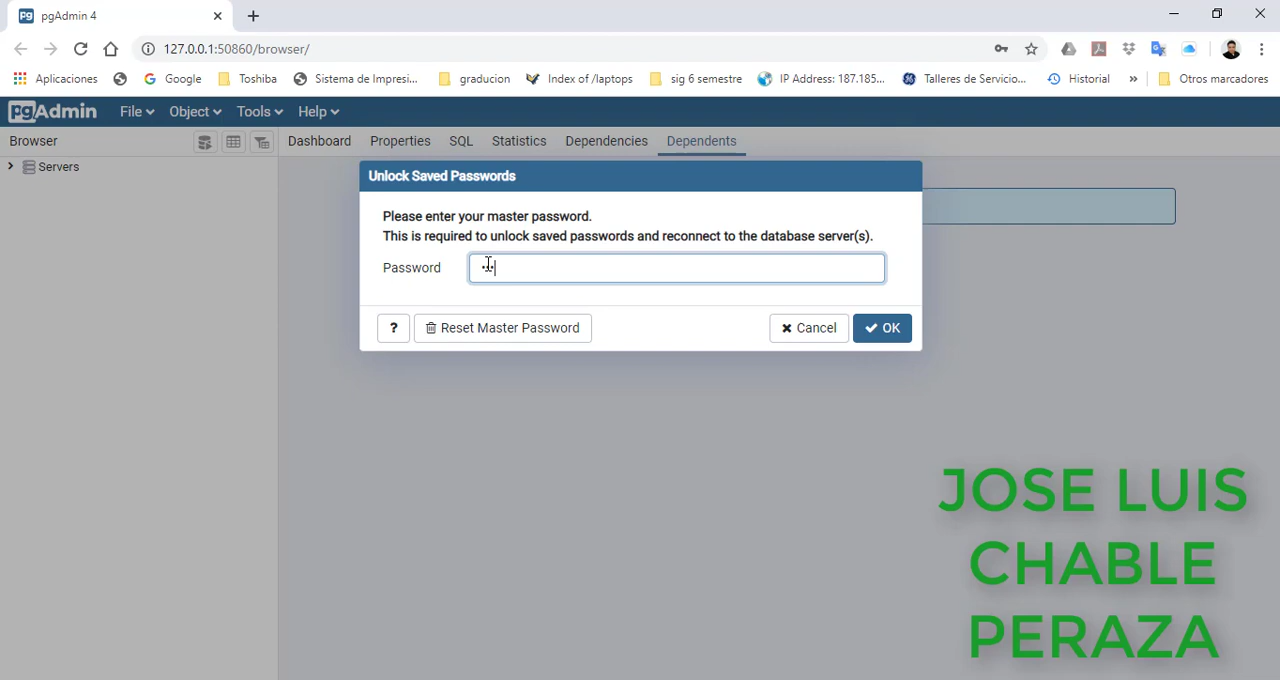 pgAdmin 4
127.0.0.1:50860/browser/
Aplicaciones Google Toshiba Sistema de Impresi... graducion Index of /laptops sig 6 semestre IP Address: 187.185... Talleres de Servicio... Historial » Otros marcadores
pgAdmin File Object Tools Help
Browser Dashboard Properties SQL Statistics Dependencies Dependents
Servers
Unlock Saved Passwords
Please enter your master password.
This is required to unlock saved passwords and reconnect to the database server(s).
Password
? Reset Master Password Cancel OK
JOSE LUIS
CHABLE
PERAZA